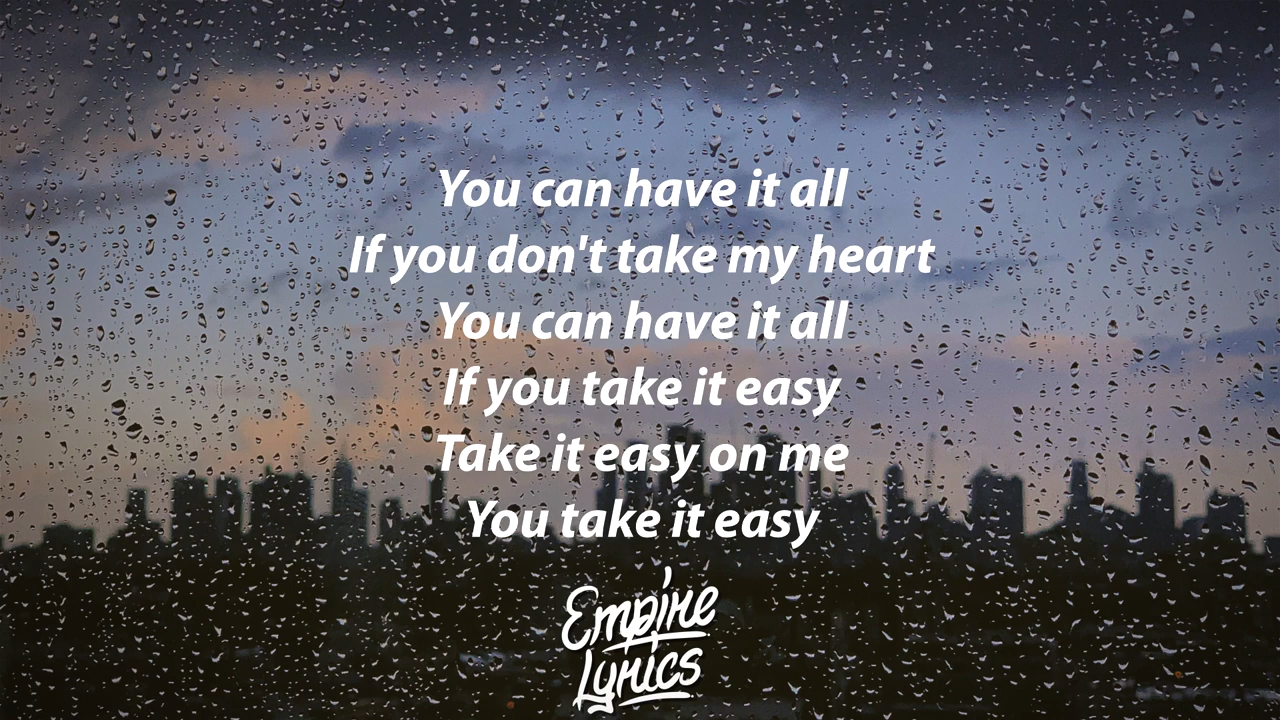 You can have it all
If you don't take my heart
You can have it all
If you take it easy
Take it easy on me
You take it easy
Empire
Lyrics